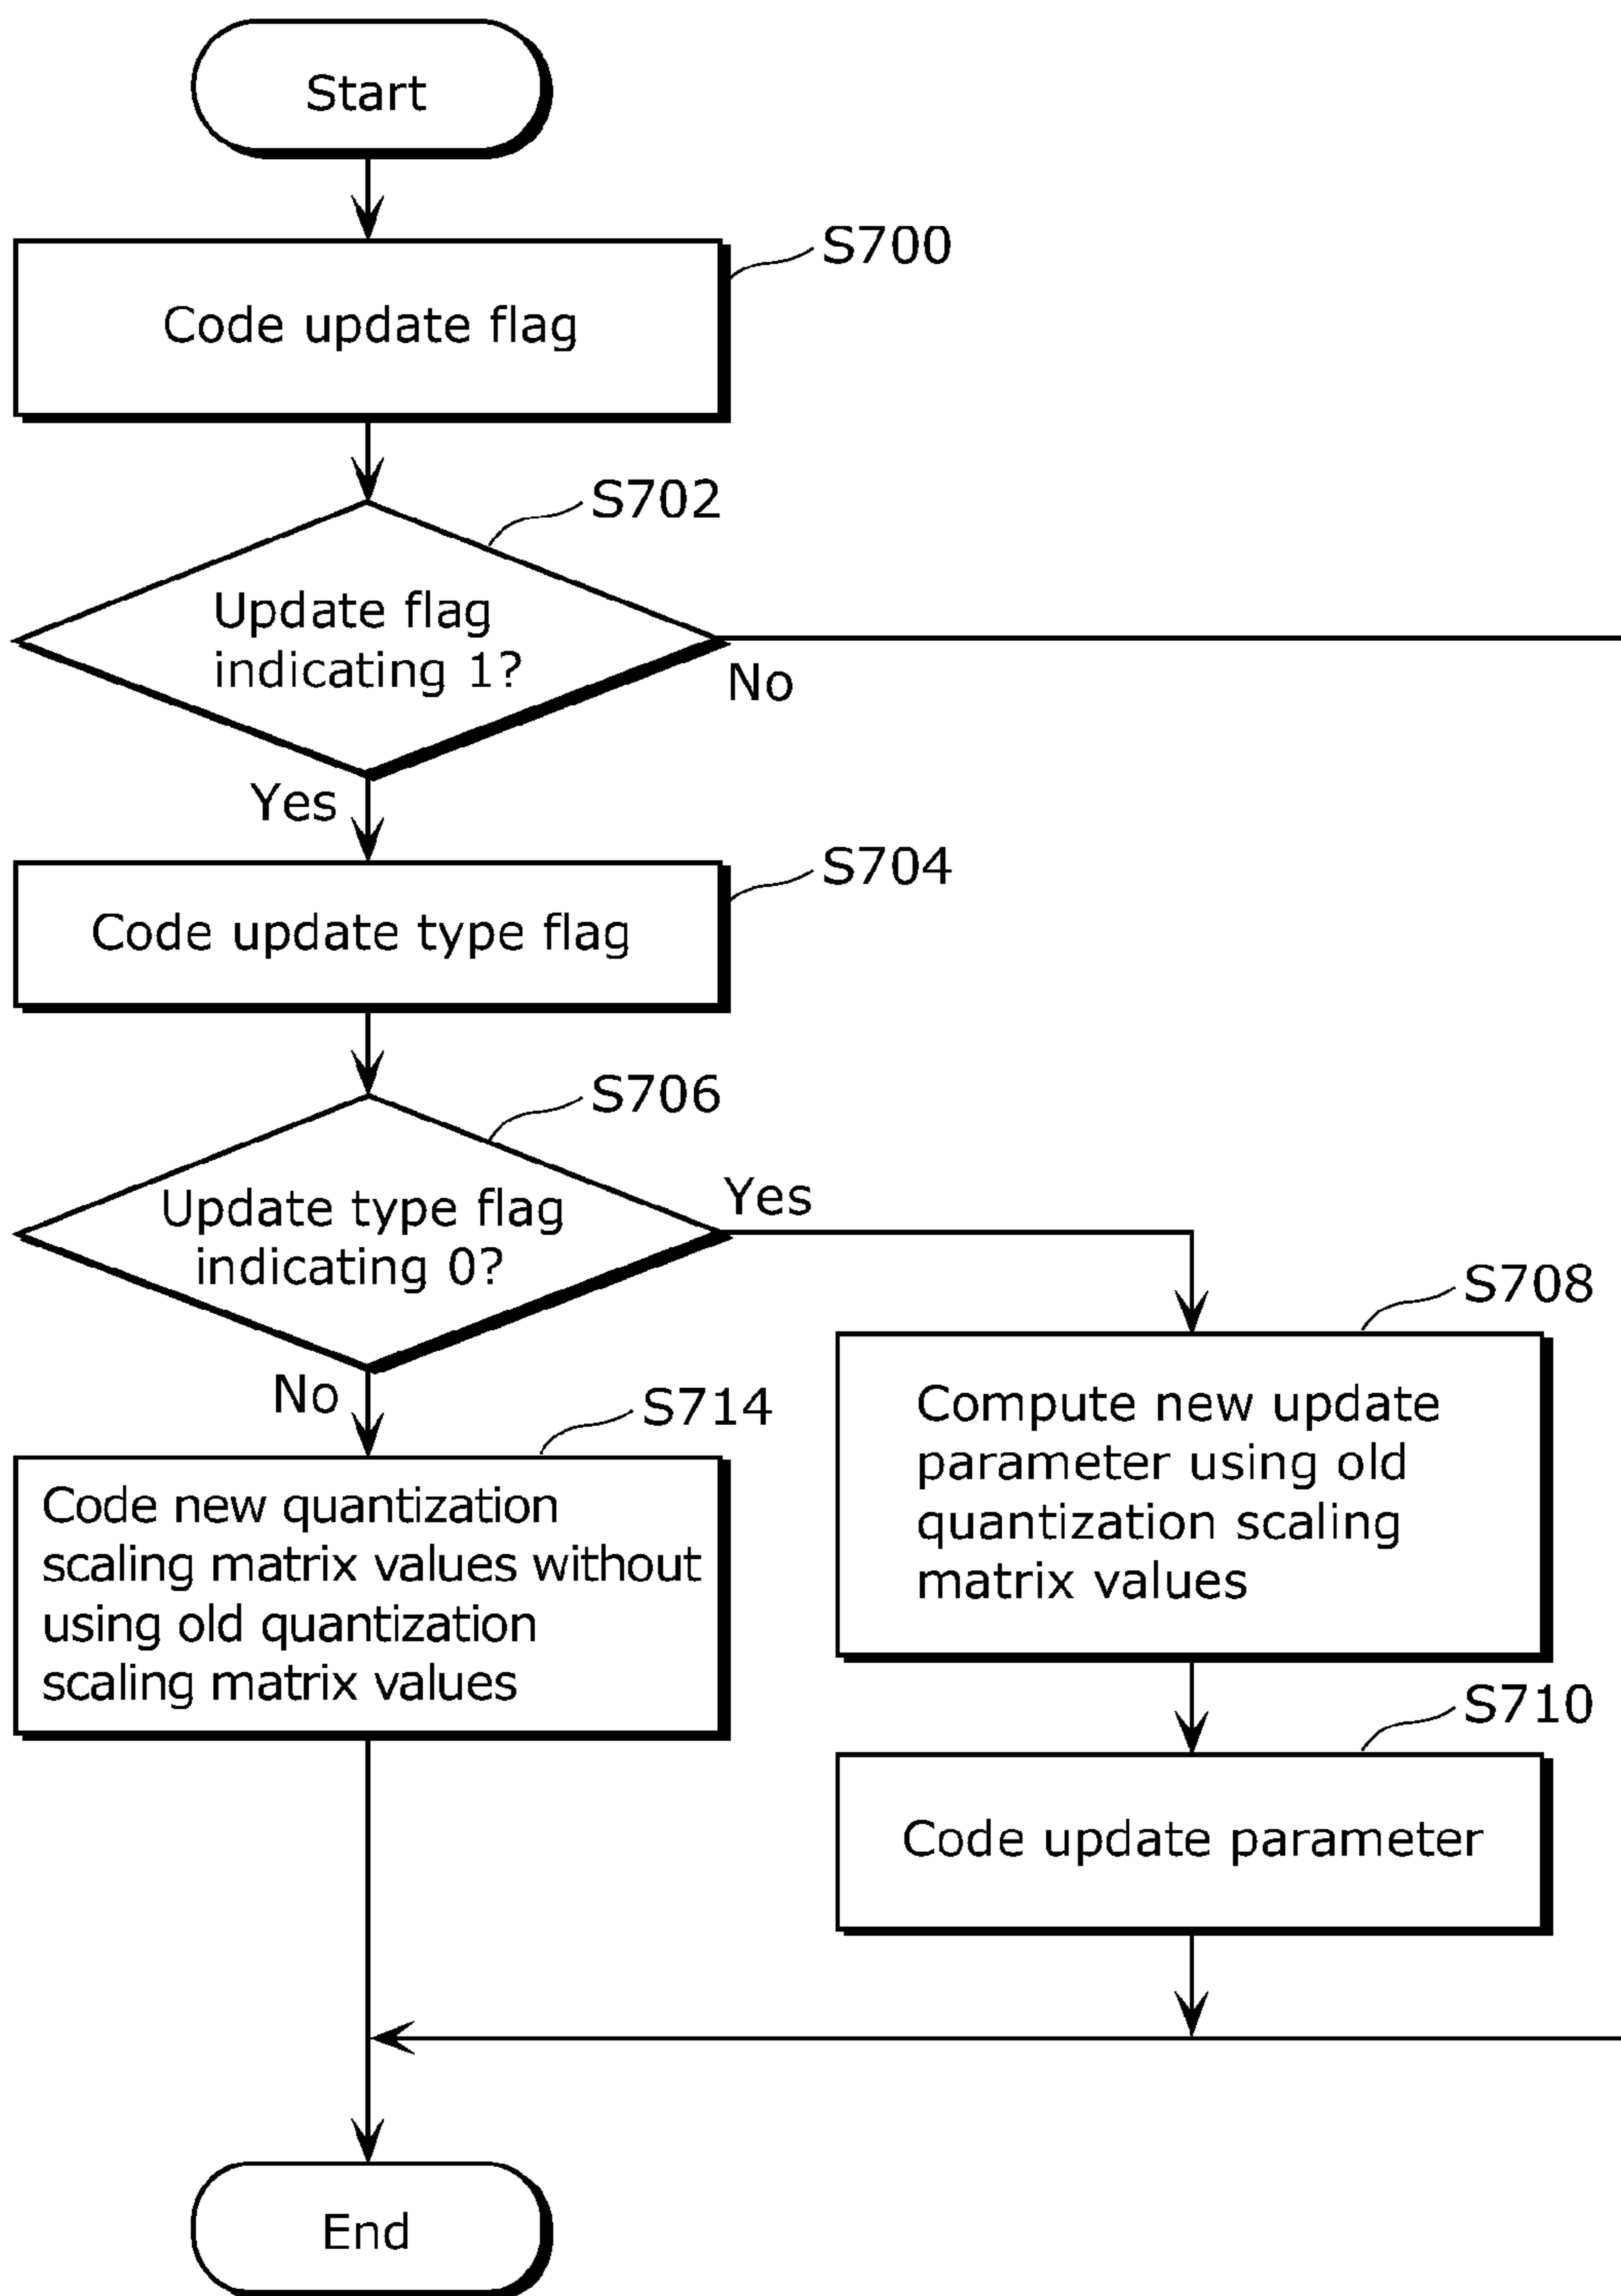 Start
S700
Code update flag
S702
Update flag
indicating 1?
No
Yes
S704
Code update type flag
S706
Update type flag
indicating 0?
Yes
No
S708
Compute new update
parameter using old
quantization scaling
matrix values
S714
Code new quantization
scaling matrix values without
using old quantization
scaling matrix values
S710
Code update parameter
End